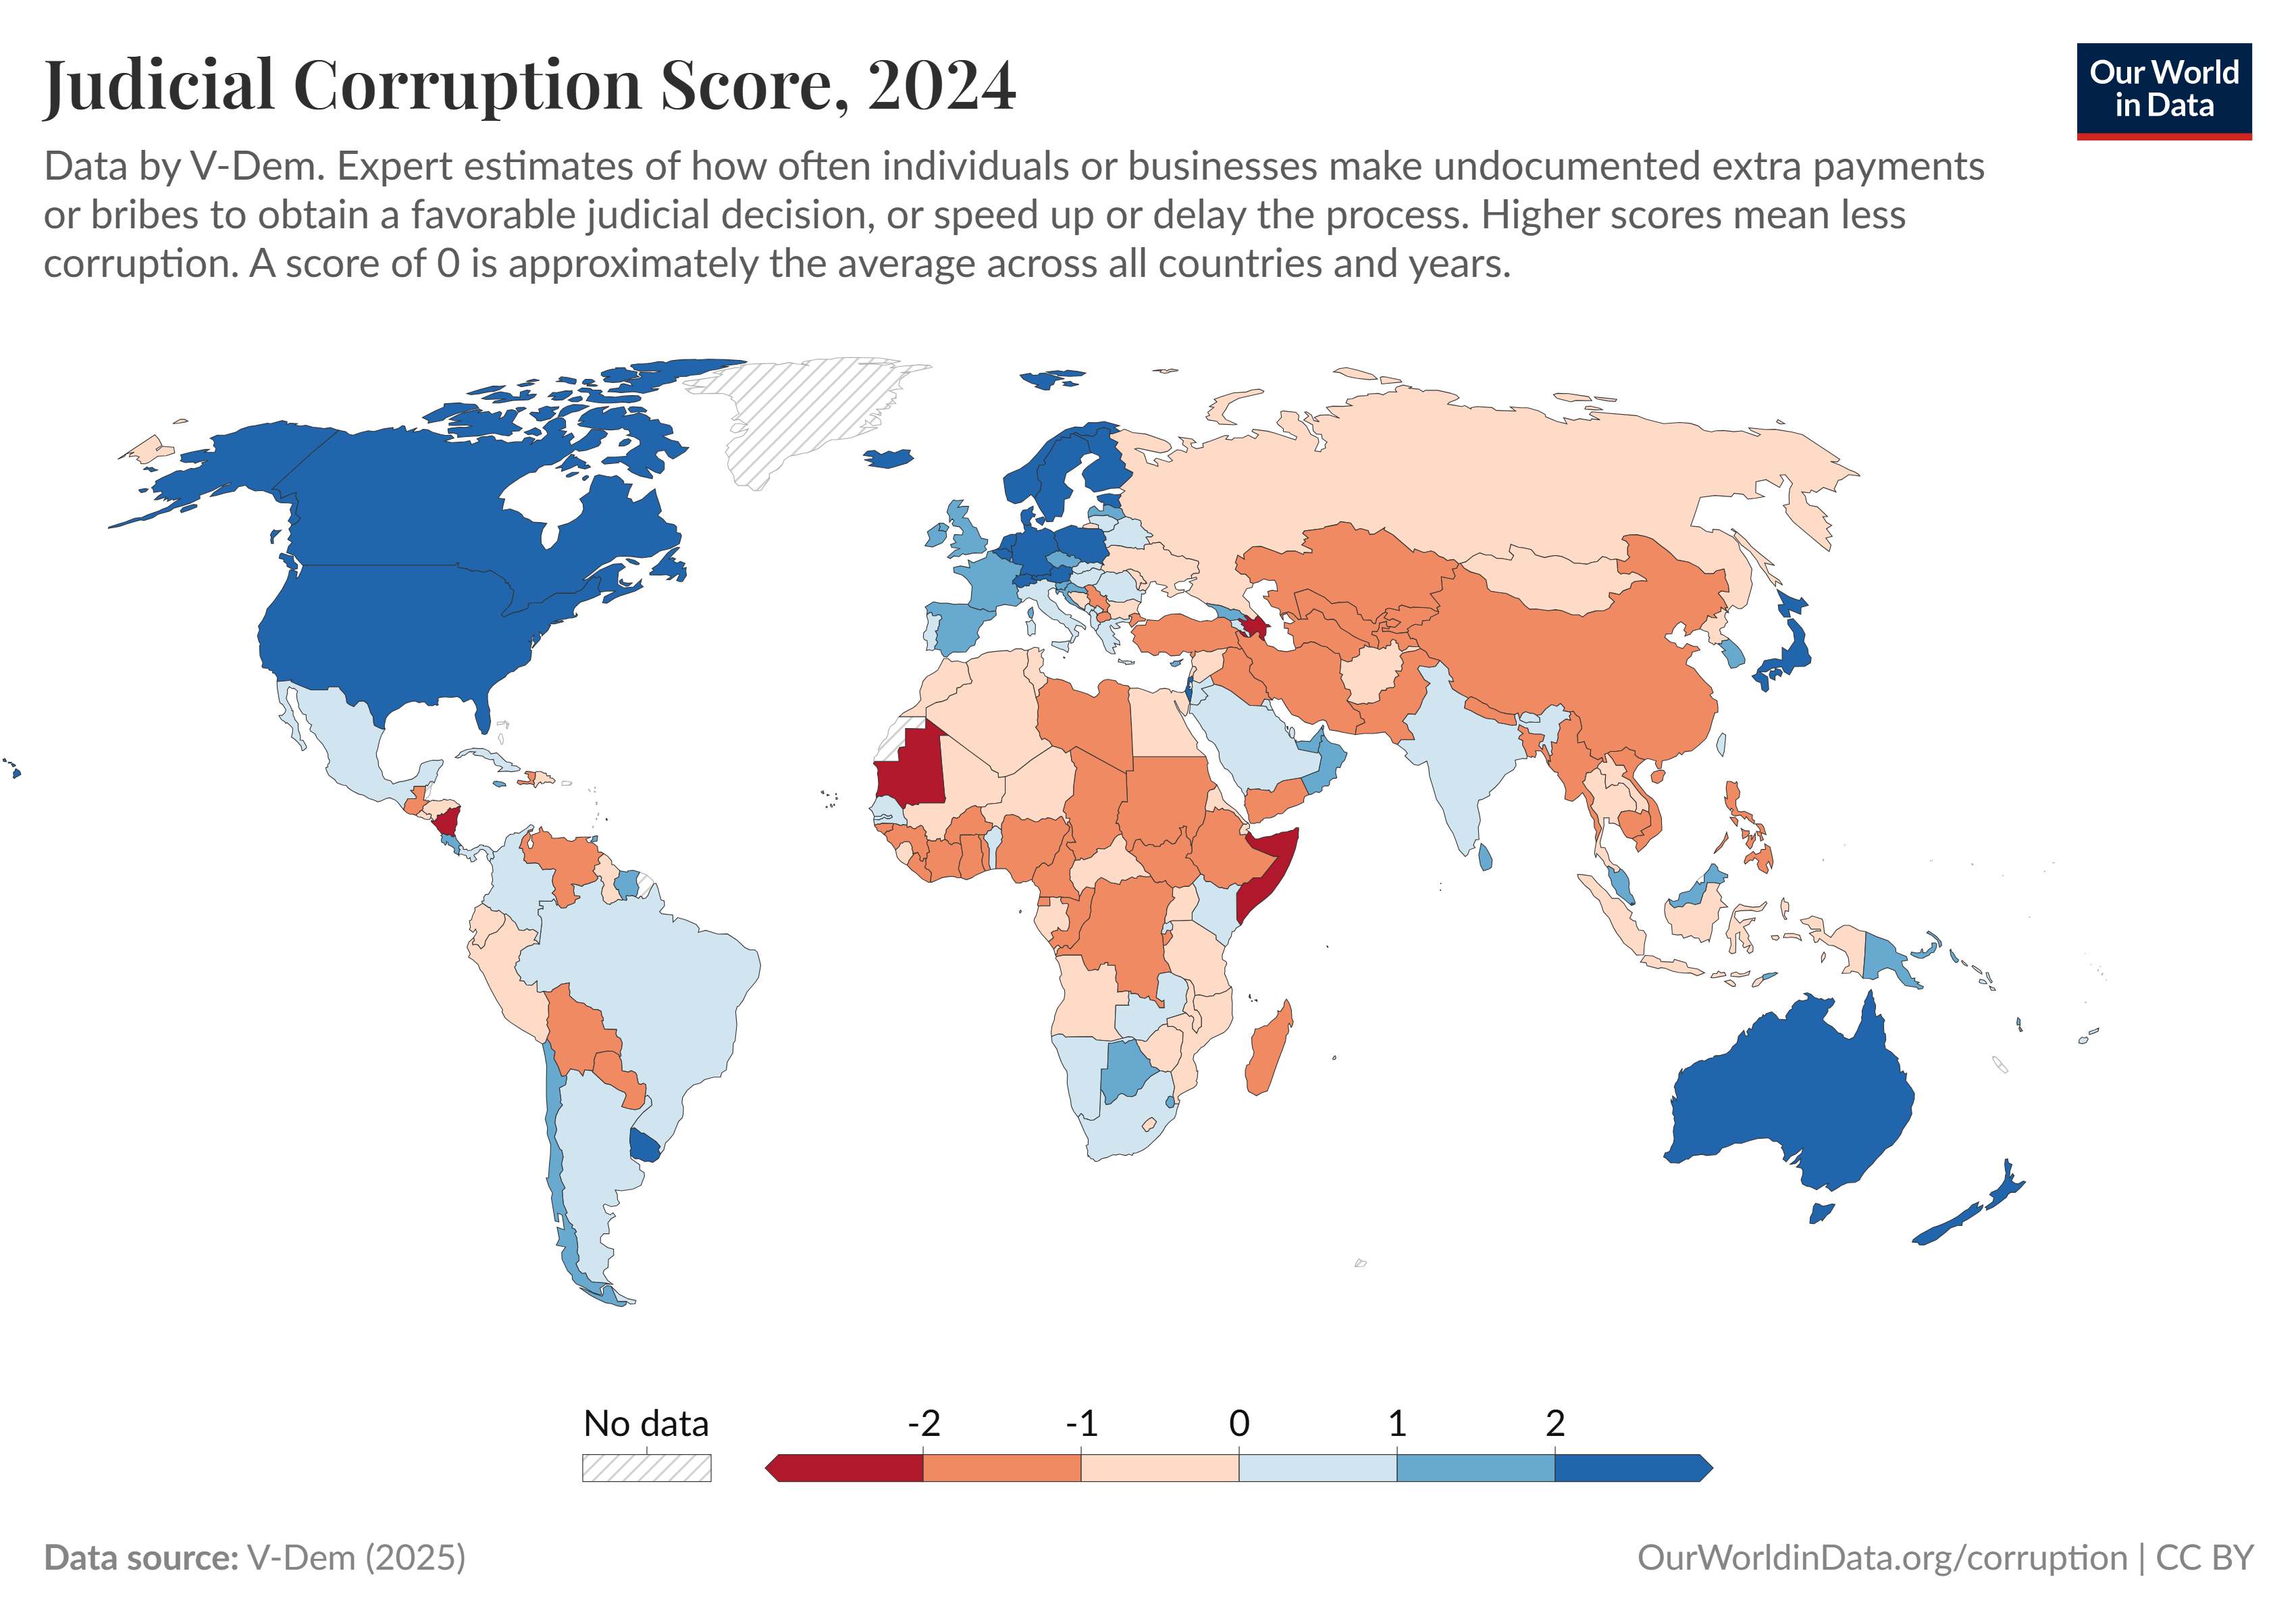 Judicial Corruption Score, 2024
Our World
in Data
Data by V-Dem. Expert estimates of how often individuals or businesses make undocumented extra payments
or bribes to obtain a favorable judicial decision, or speed up or delay the process. Higher scores mean less
corruption. A score of 0 is approximately the average across all countries and years.
No data
-2
-1
0
1
2
Data source: V-Dem (2025)
OurWorldinData.org/corruption | CC BY